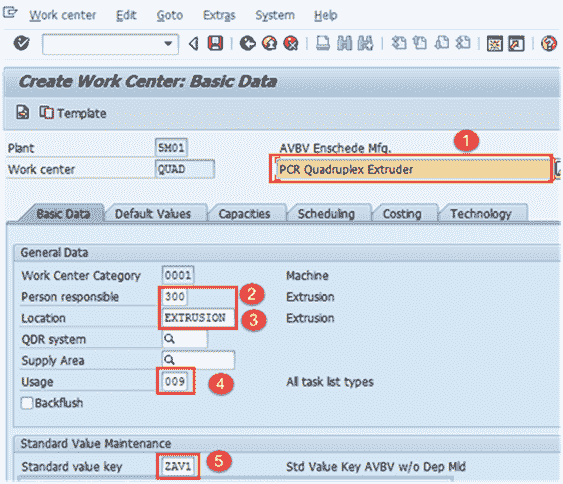 Work center Edit Goto Extras System Help
Create Work Center: Basic Data
Template
Plant 5M01 AVBV Enschede Mfg.
1
Work center QUAD PCR Quadruplex Extruder
Basic Data Default Values Capacities Scheduling Costing Technology
General Data
Work Center Category 0001 Machine
Person responsible 300 2 Extrusion
Location EXTRUSION 3 Extrusion
QDR system
Supply Area
Usage 009 4 All task list types
Backflush
Standard Value Maintenance
Standard value key ZAV1 5 Std Value Key AVBV w/o Dep Mld